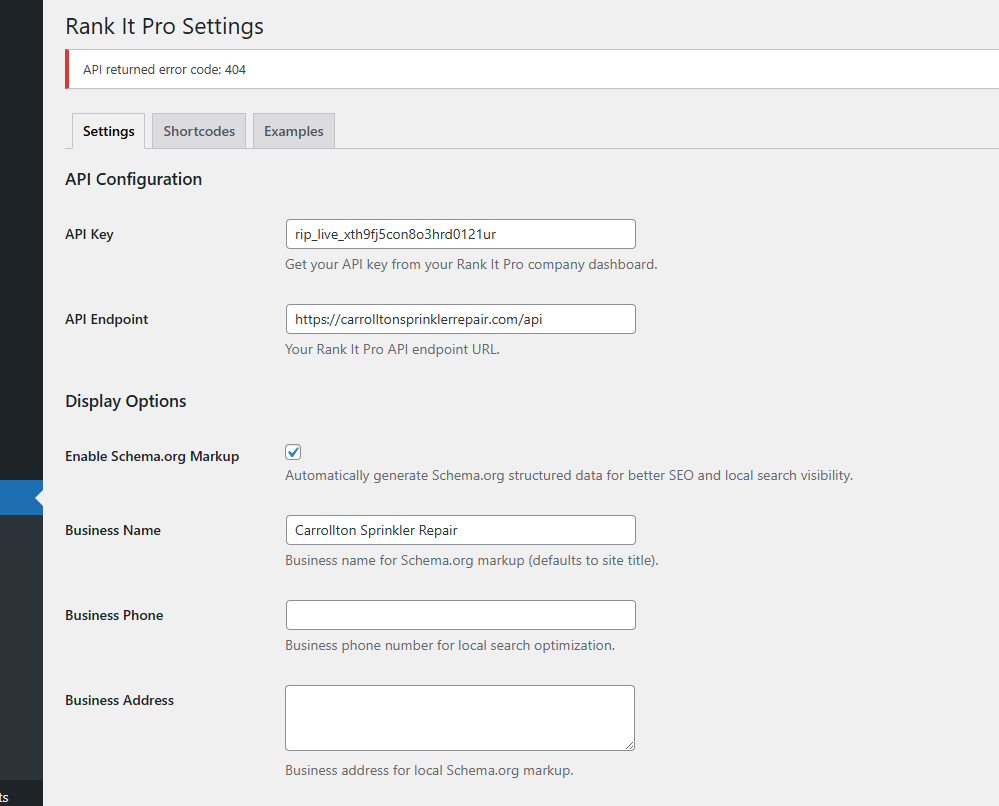 Rank It Pro Settings
API returned error code: 404
Settings Shortcodes Examples
API Configuration
API Key rip_live_xth9fj5con8o3hrd0121ur
Get your API key from your Rank It Pro company dashboard.
API Endpoint https://carrolltonsprinklerrepair.com/api
Your Rank It Pro API endpoint URL.
Display Options
Enable Schema.org Markup
Automatically generate Schema.org structured data for better SEO and local search visibility.
Business Name Carrollton Sprinkler Repair
Business name for Schema.org markup (defaults to site title).
Business Phone
Business phone number for local search optimization.
Business Address
Business address for local Schema.org markup.
ts